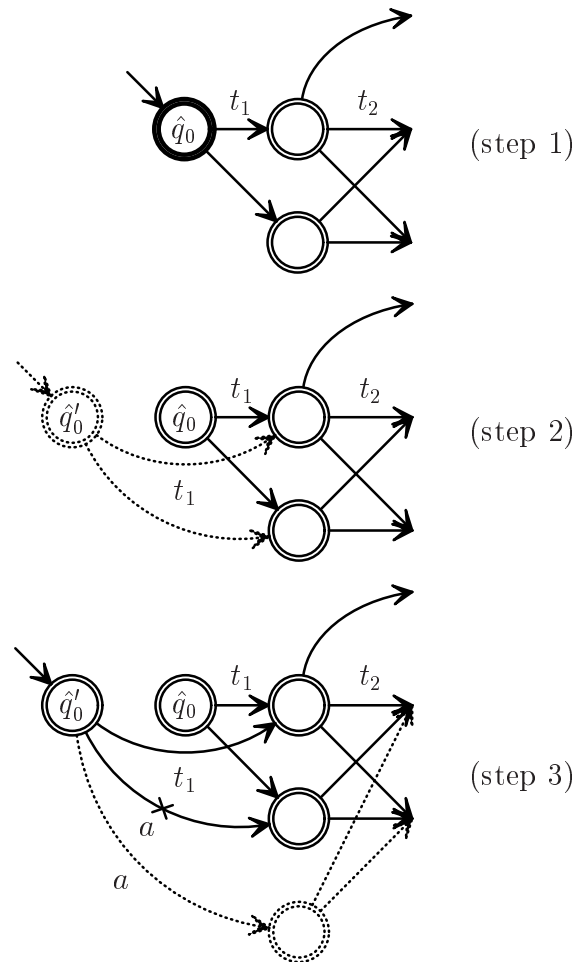 t₁ t₂
q̂₀ (step 1)
t₁ t₂
q̂′₀ q̂₀ (step 2)
t₁
t₁ t₂
q̂′₀ q̂₀
t₁ (step 3)
a
a